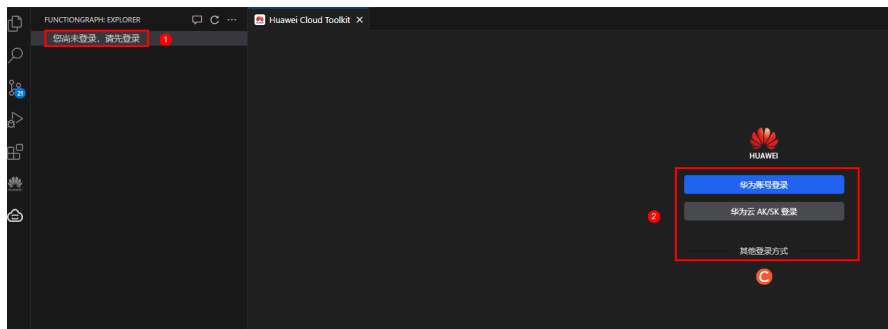 FUNCTIONGRAPH: EXPLORER
Huawei Cloud Toolkit
您尚未登录，请先登录
1
21
HUAWEI
华为账号登录
华为云 AK/SK 登录
2
其他登录方式
C